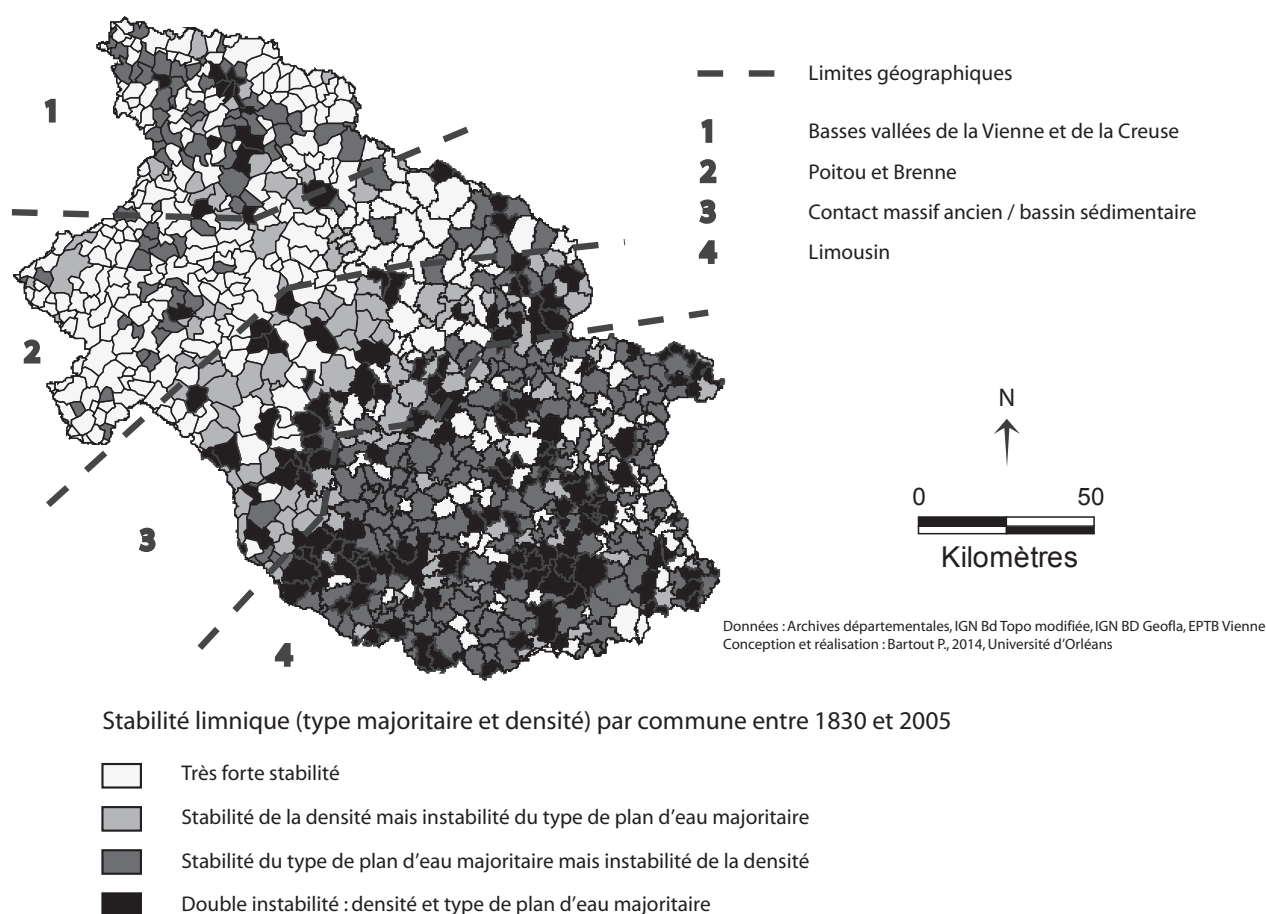 1
2
3
4
Limites géographiques
1 Basses vallées de la Vienne et de la Creuse
2 Poitou et Brenne
3 Contact massif ancien / bassin sédimentaire
4 Limousin
N
0 50
Kilomètres
Données : Archives départementales, IGN Bd Topo modifiée, IGN BD Geofla, EPTB Vienne
Conception et réalisation : Bartout P., 2014, Université d'Orléans
Stabilité limnique (type majoritaire et densité) par commune entre 1830 et 2005
Très forte stabilité
Stabilité de la densité mais instabilité du type de plan d'eau majoritaire
Stabilité du type de plan d'eau majoritaire mais instabilité de la densité
Double instabilité : densité et type de plan d'eau majoritaire